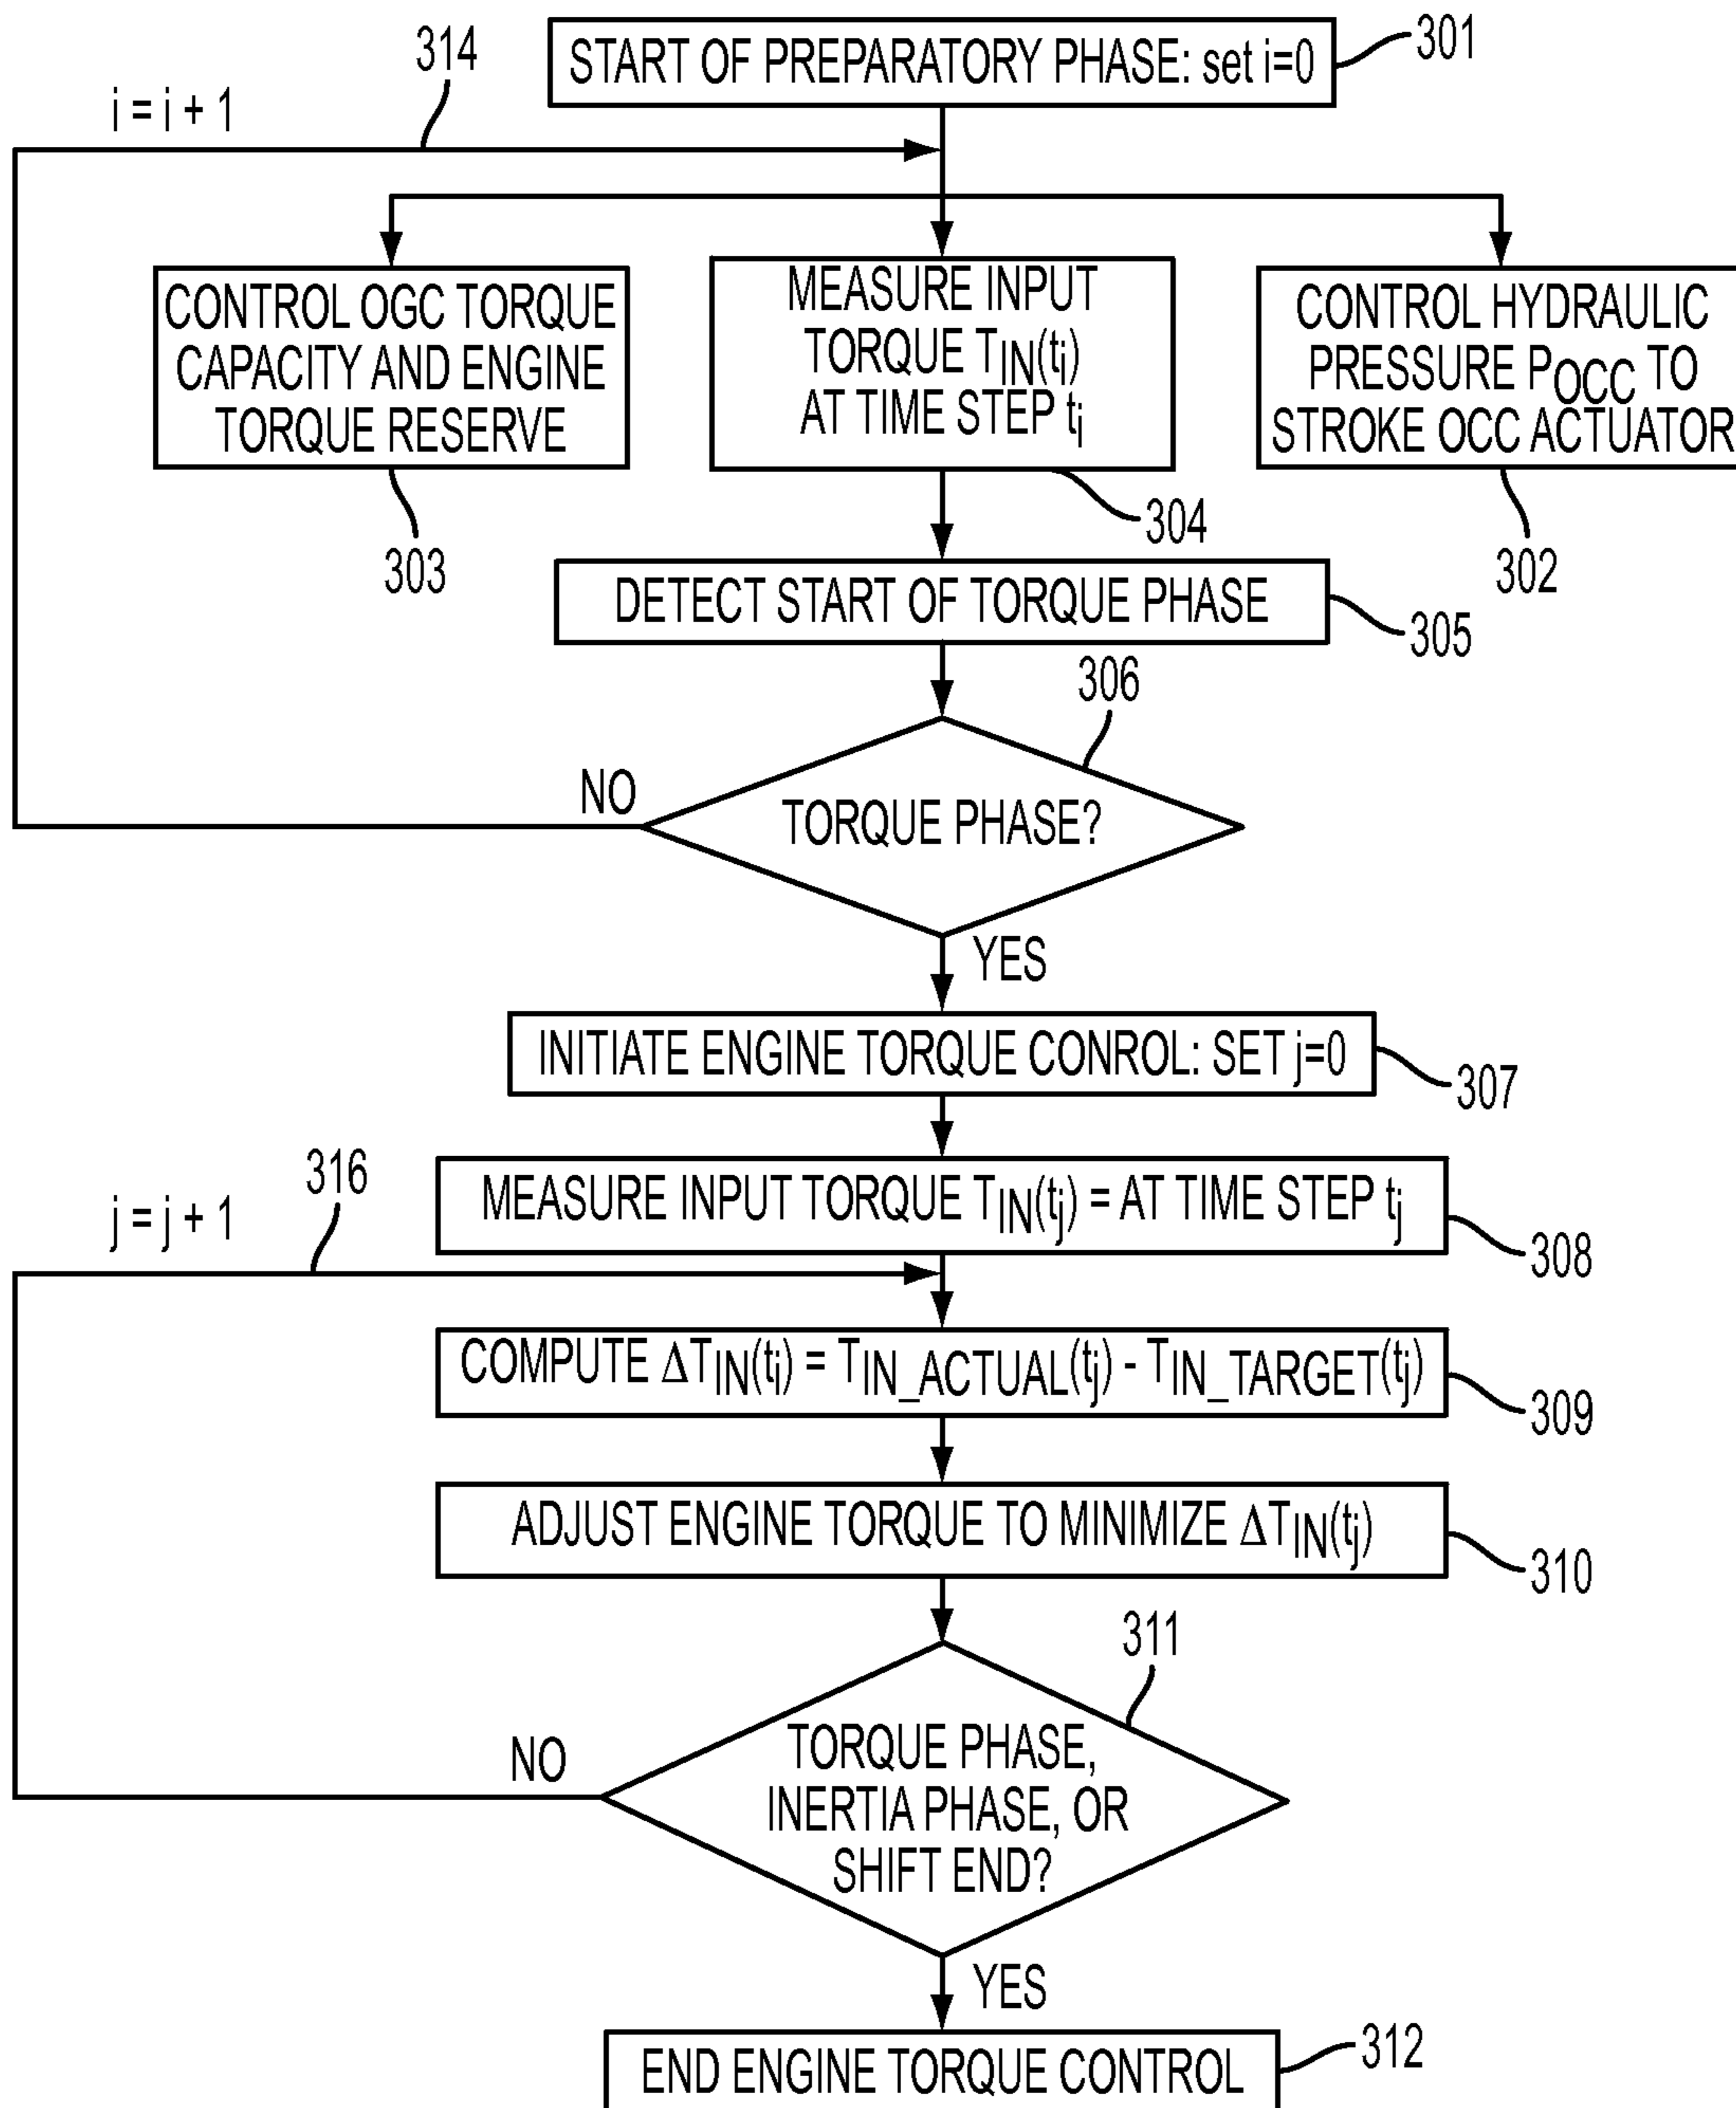 START OF PREPARATORY PHASE: set i=0
301
314
i = i + 1
CONTROL OGC TORQUE
CAPACITY AND ENGINE
TORQUE RESERVE
303
MEASURE INPUT
TORQUE TIN(ti)
AT TIME STEP ti
304
CONTROL HYDRAULIC
PRESSURE POCC TO
STROKE OCC ACTUATOR
302
DETECT START OF TORQUE PHASE
305
306
TORQUE PHASE?
NO
YES
INITIATE ENGINE TORQUE CONROL: SET j=0
307
316
j = j + 1
MEASURE INPUT TORQUE TIN(tj) = AT TIME STEP tj
308
COMPUTE ΔTIN(ti) = TIN_ACTUAL(tj) - TIN_TARGET(tj)
309
ADJUST ENGINE TORQUE TO MINIMIZE ΔTIN(tj)
310
311
TORQUE PHASE,
INERTIA PHASE, OR
SHIFT END?
NO
YES
END ENGINE TORQUE CONTROL
312